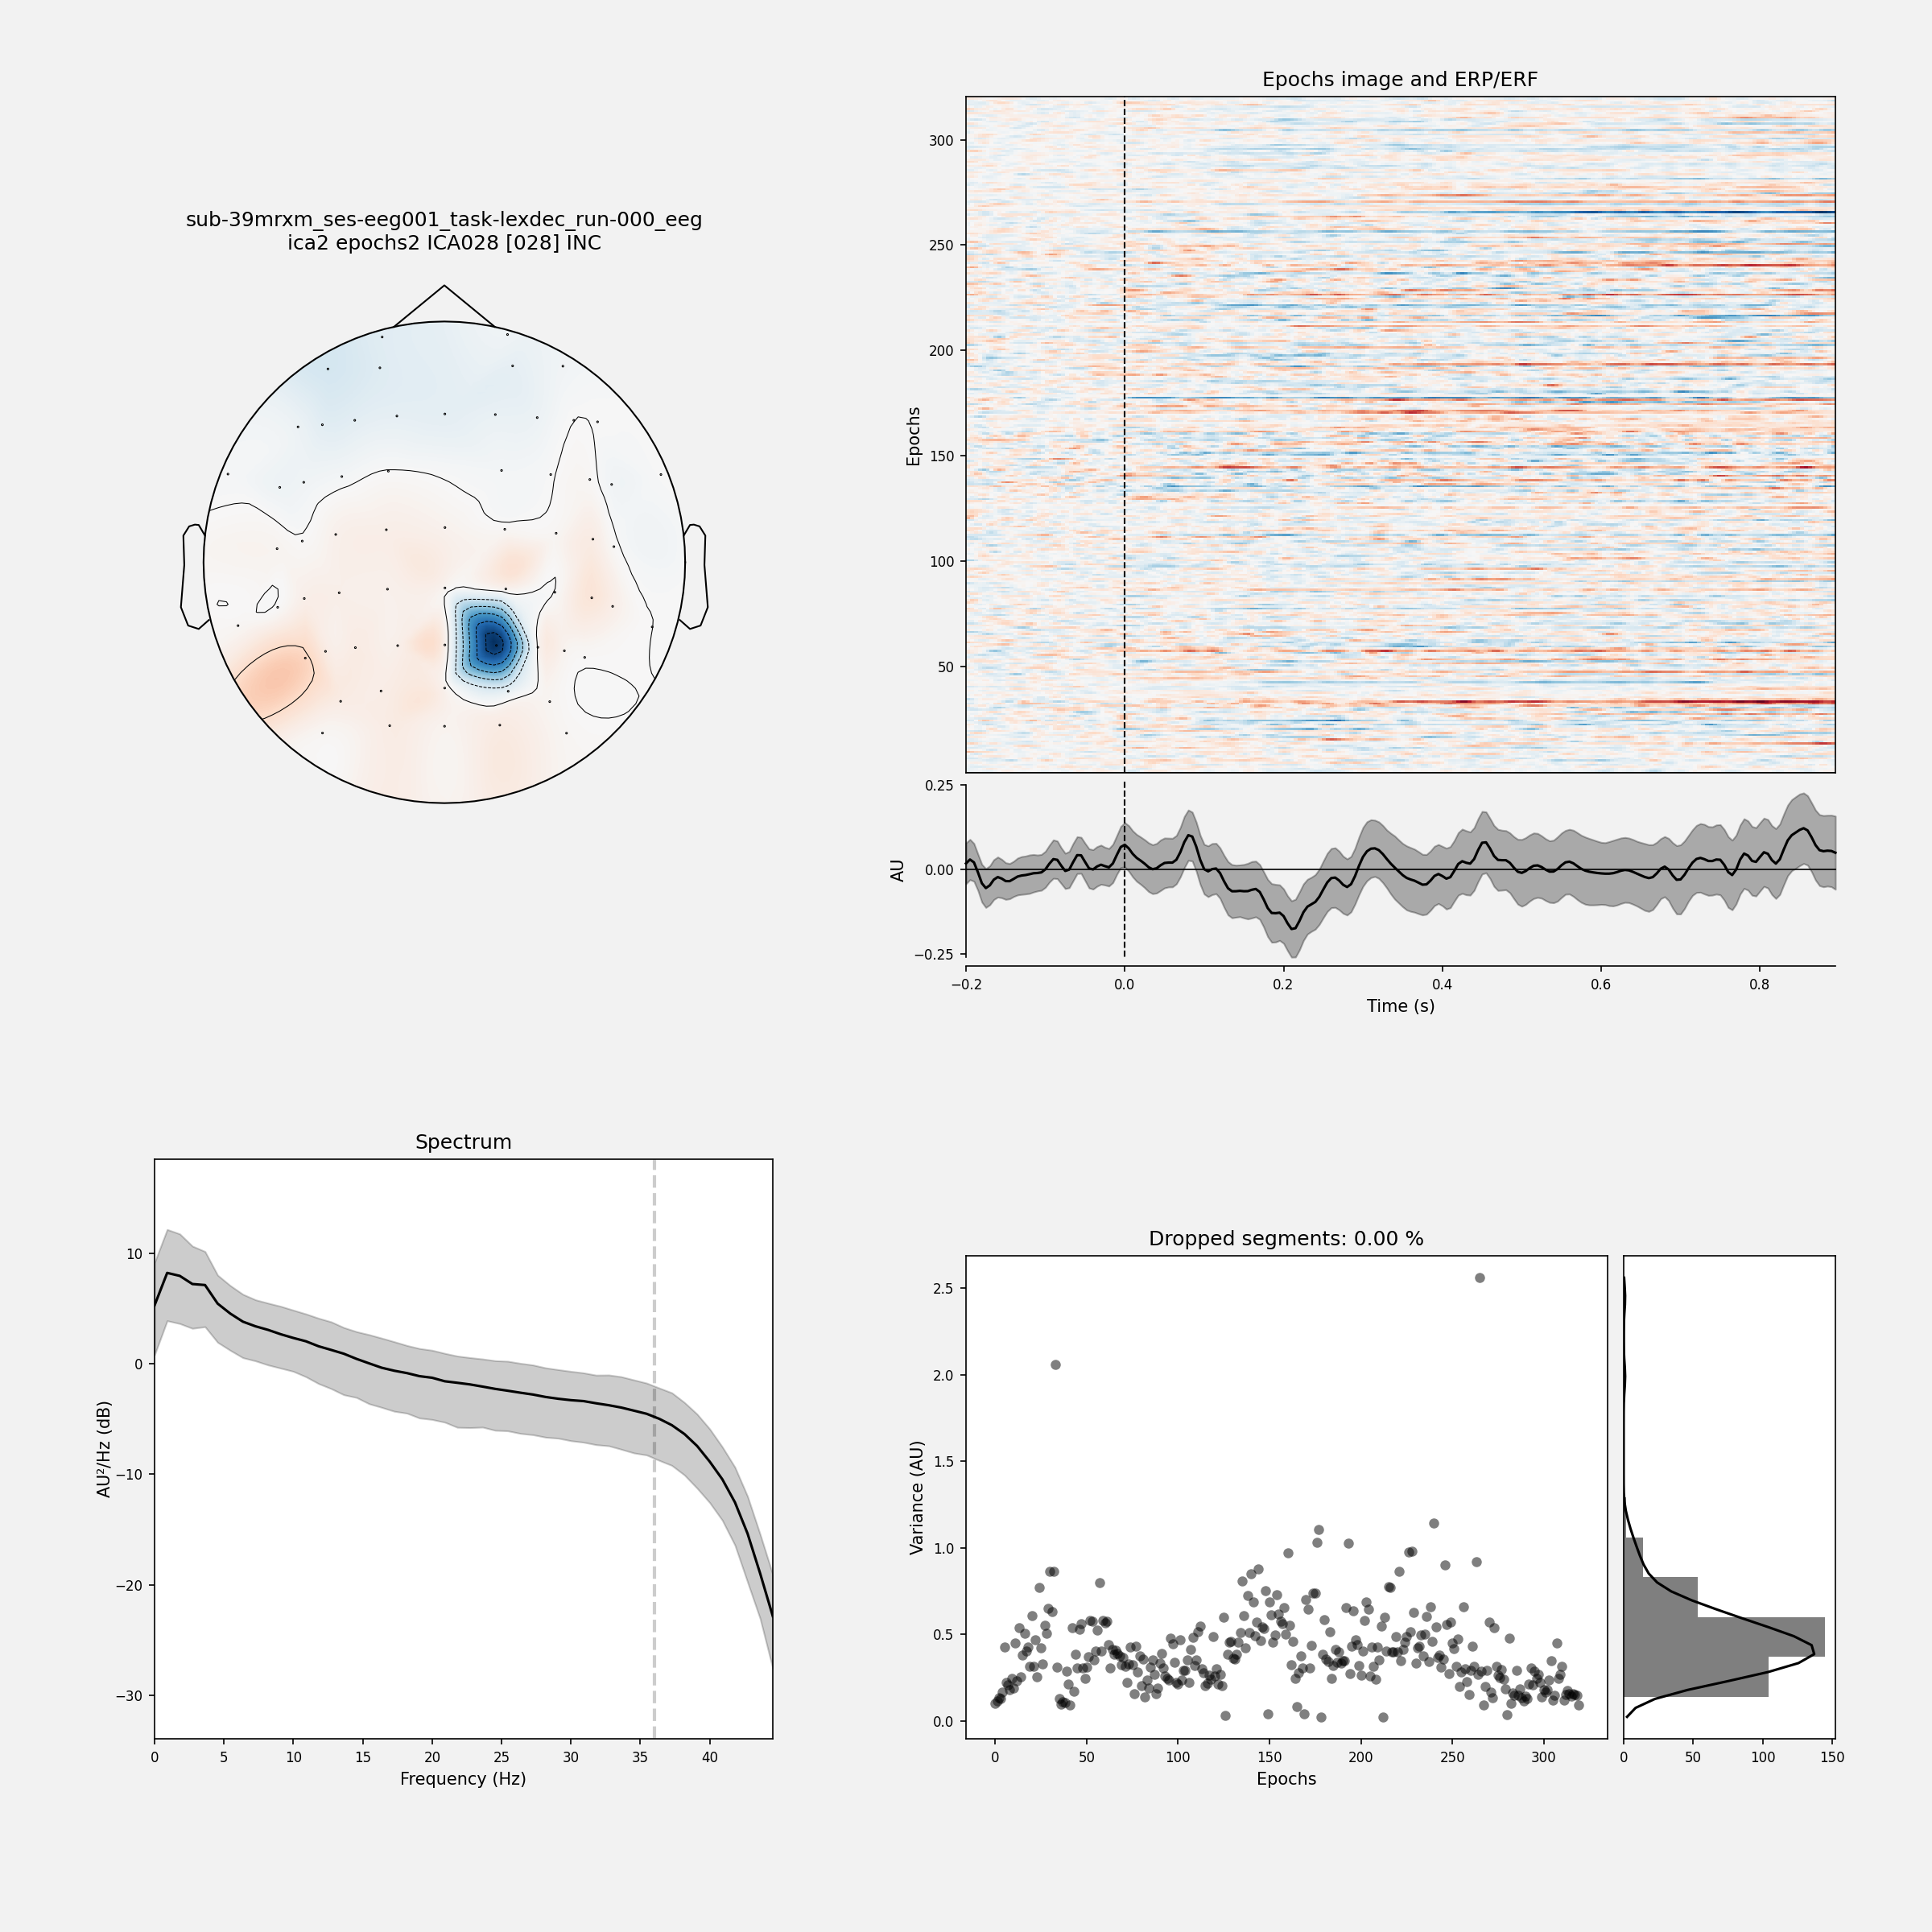 sub-39mrxm_ses-eeg001_task-lexdec_run-000_eeg
ica2 epochs2 ICA028 [028] INC
Epochs image and ERP/ERF
300
250
200
150
100
50
Epochs
0.25
0.00
−0.25
AU
−0.2 0.0 0.2 0.4 0.6 0.8
Time (s)
Spectrum
10
0
−10
−20
−30
AU²/Hz (dB)
0 5 10 15 20 25 30 35 40
Frequency (Hz)
Dropped segments: 0.00 %
2.5
2.0
1.5
1.0
0.5
0.0
Variance (AU)
0 50 100 150 200 250 300
Epochs
0 50 100 150